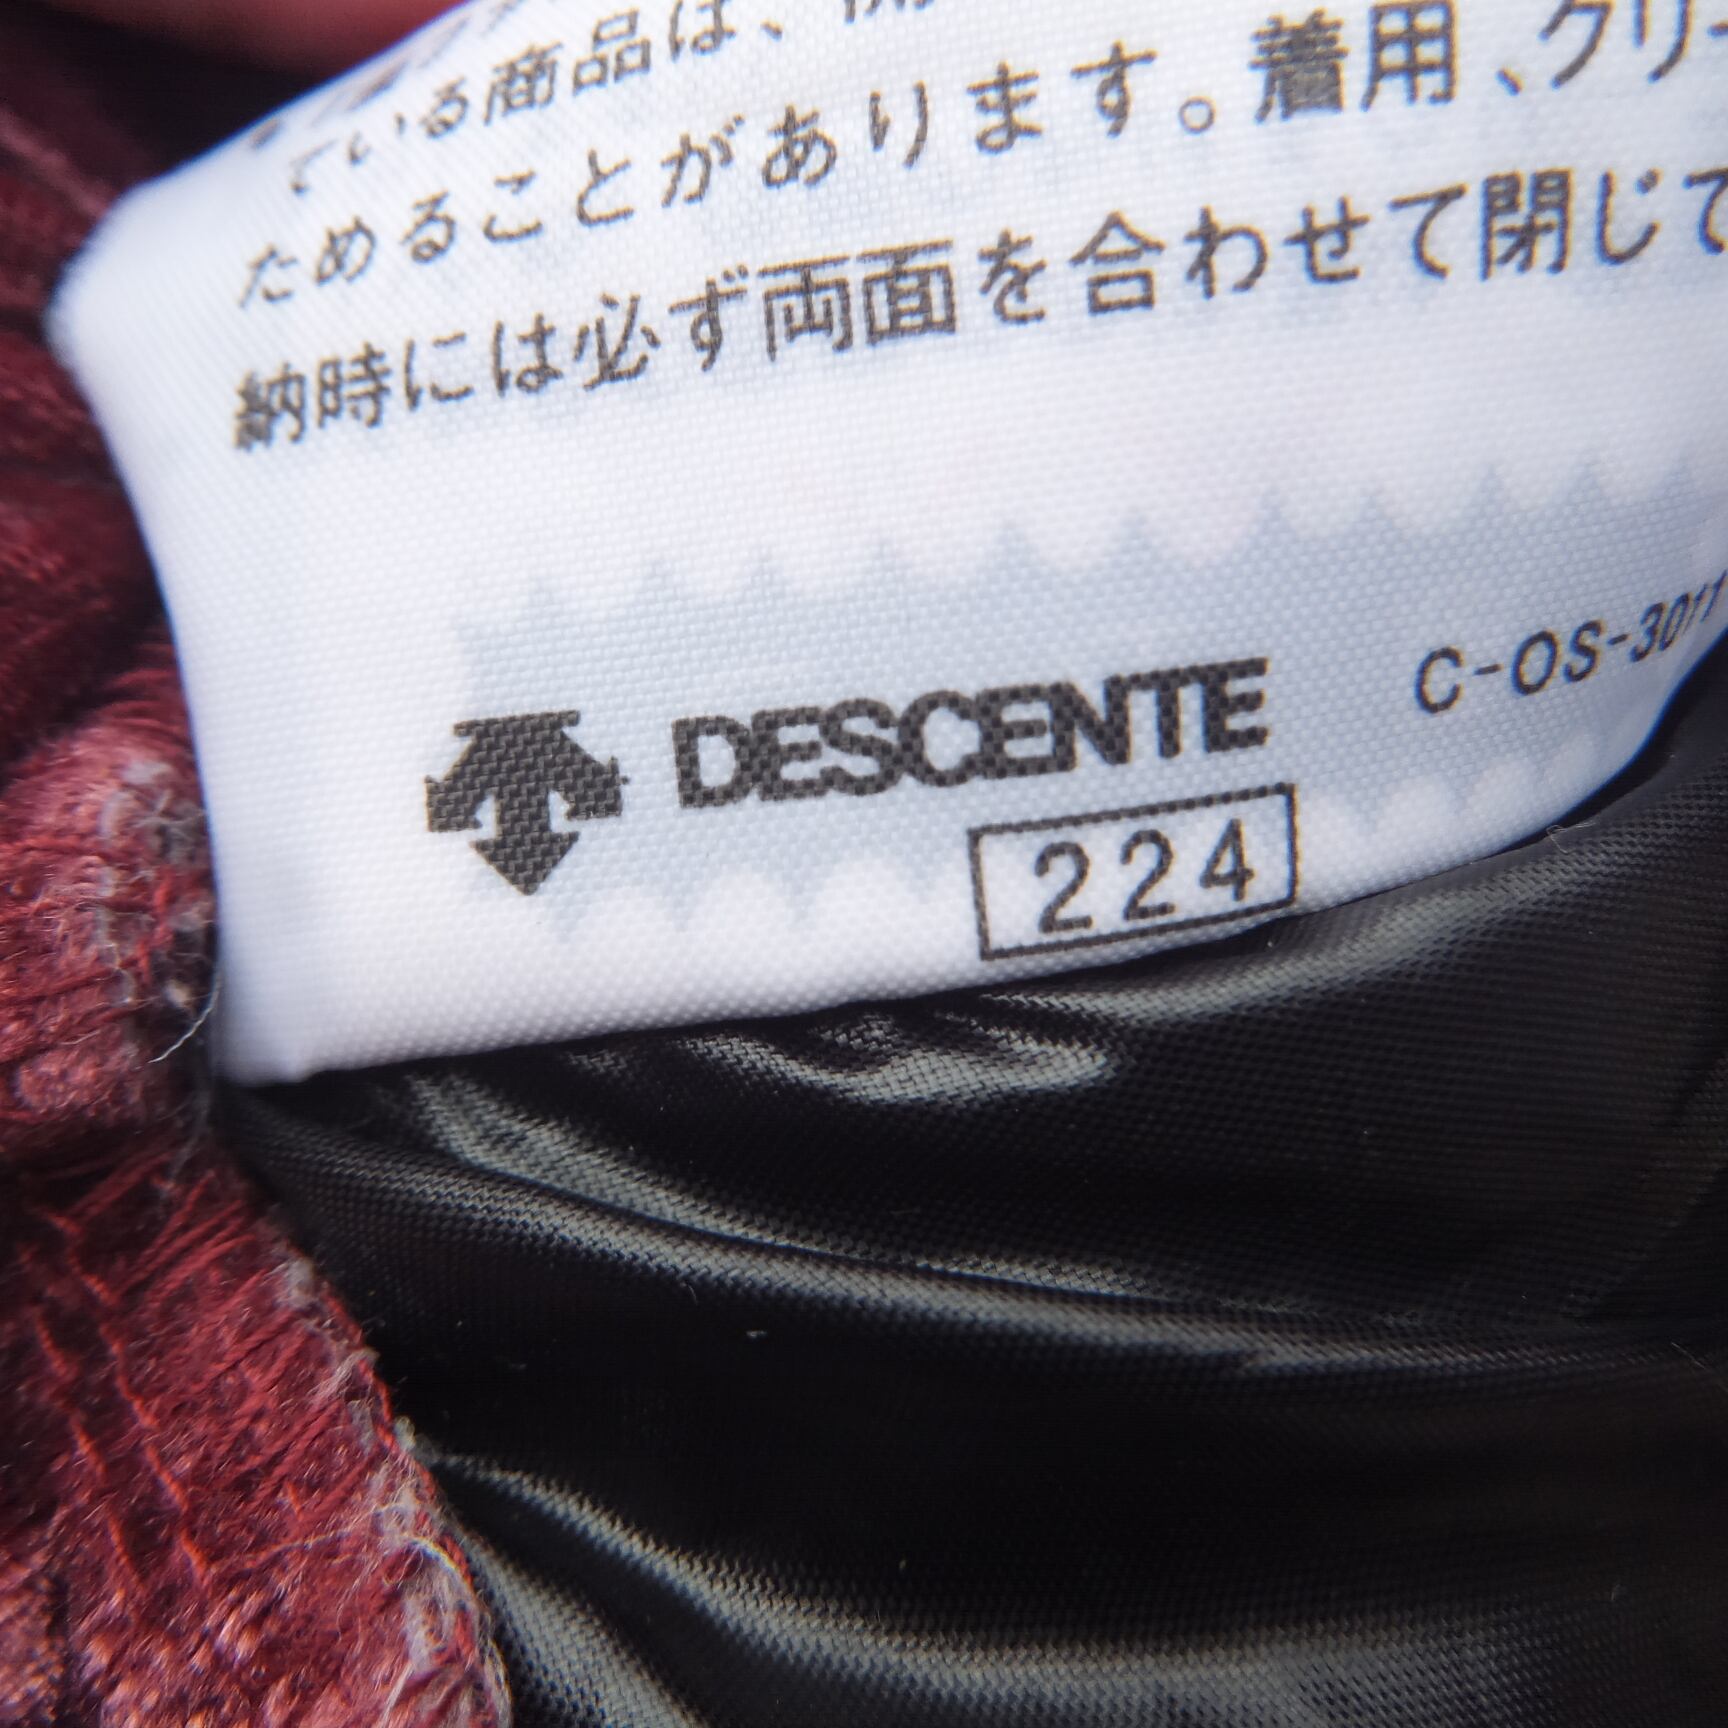 ている商品は、
ためることがあります。着用、クリ
納時には必ず両面を合わせて閉じて
DESCENTE
C-OS-3011
224